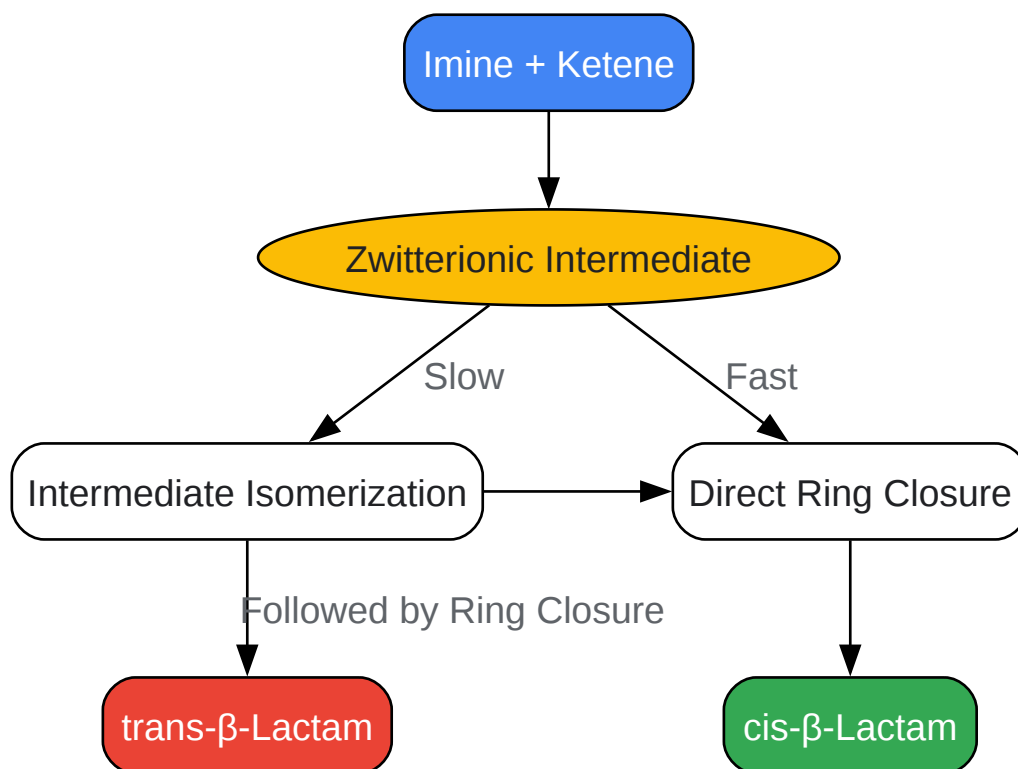 Imine + Ketene
Zwitterionic Intermediate
Slow
Fast
Intermediate Isomerization
Direct Ring Closure
Followed by Ring Closure
trans-β-Lactam
cis-β-Lactam